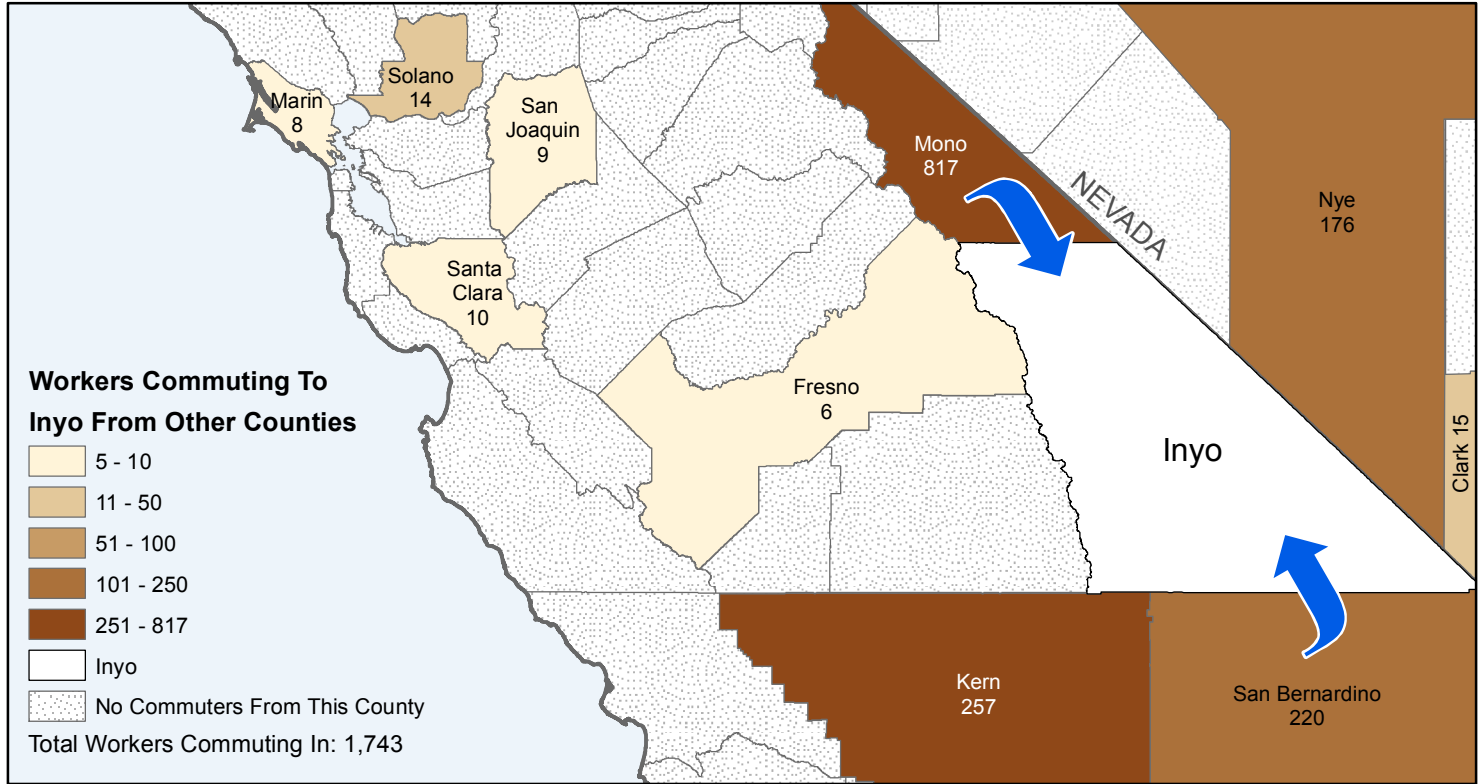 Solano
14
Marin
8
San
Joaquin
9
Mono
817
NEVADA
Nye
176
Santa
Clara
10
Fresno
6
Inyo
Clark 15
Kern
257
San Bernardino
220
Workers Commuting To
Inyo From Other Counties
5 - 10
11 - 50
51 - 100
101 - 250
251 - 817
Inyo
No Commuters From This County
Total Workers Commuting In: 1,743